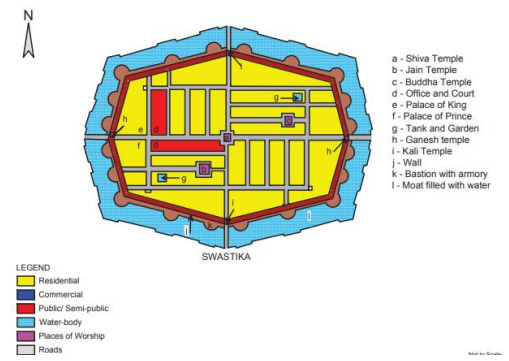 N
a - Shiva Temple
b - Jain Temple
c - Buddha Temple
d - Office and Court
e - Palace of King
f - Palace of Prince
g - Tank and Garden
h - Ganesh temple
i - Kali Temple
j - Wall
k - Bastion with armory
l - Moat filled with water
i
g
h
e
d
f
d
h
b
g
i
l
j
k
SWASTIKA
LEGEND
Residential
Commercial
Public/ Semi-public
Water-body
Places of Worship
Roads
Not to Scale